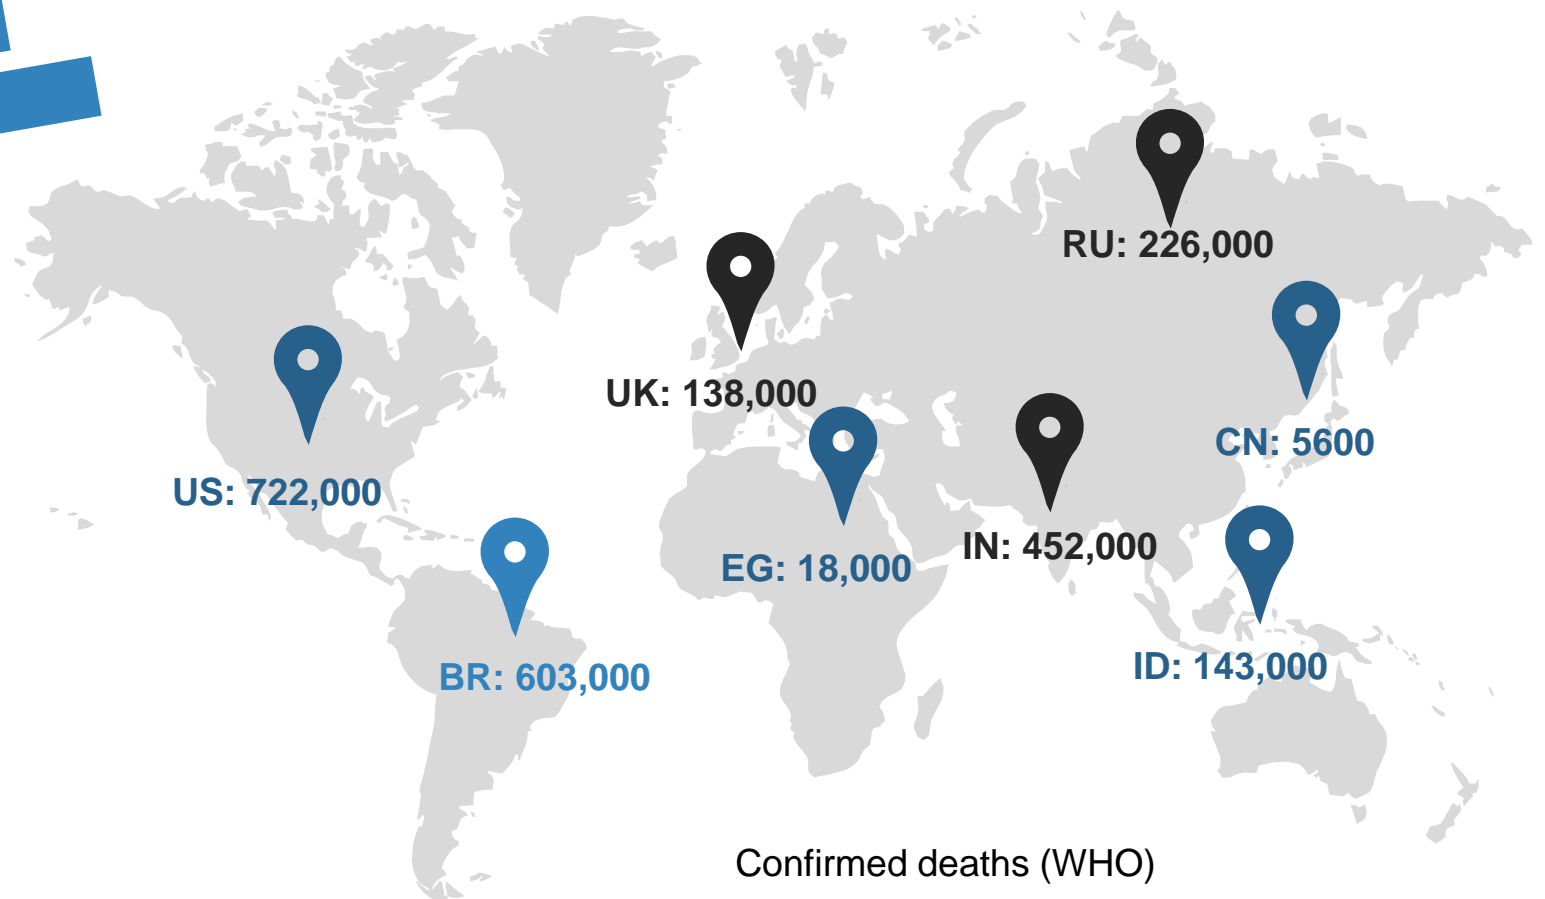 RU: 226,000
UK: 138,000
CN: 5600
US: 722,000
IN: 452,000
EG: 18,000
ID: 143,000
BR: 603,000
Confirmed deaths (WHO)